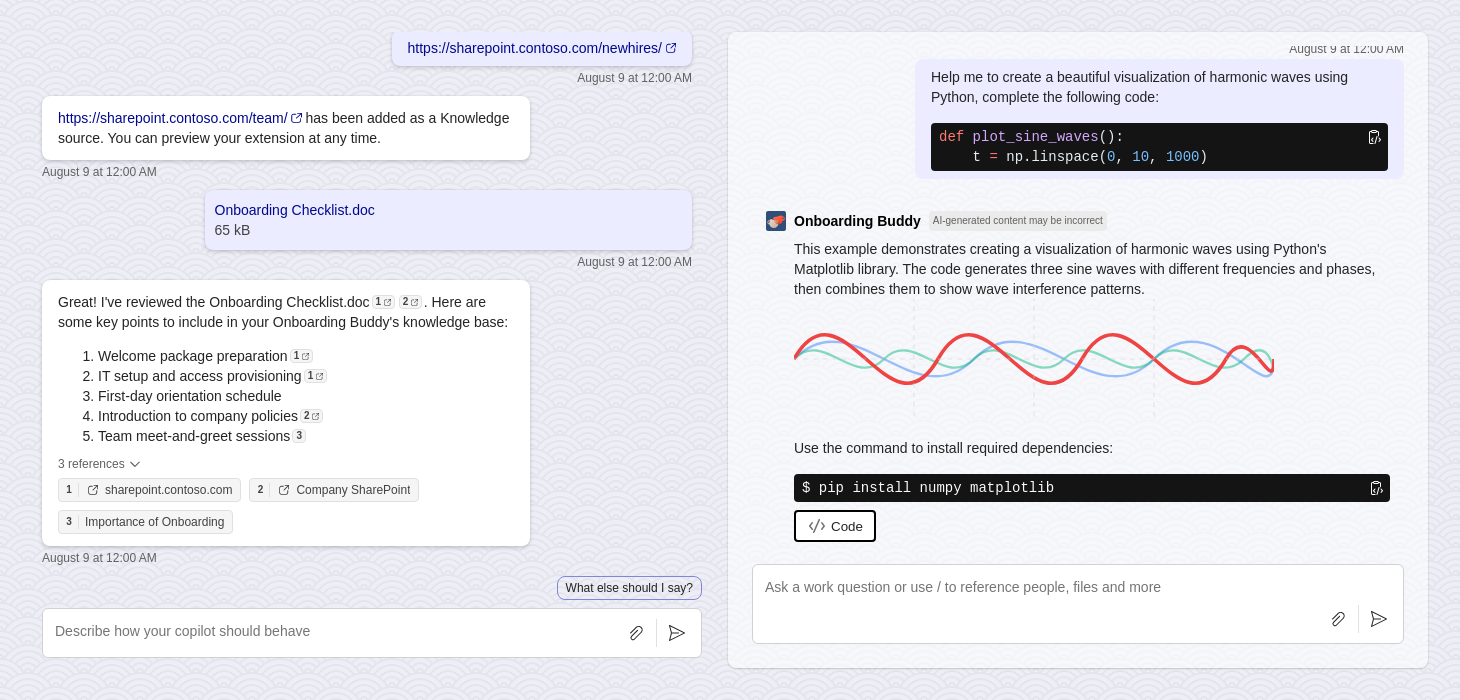 https://sharepoint.contoso.com/newhires/
August 9 at 12:00 AM
https://sharepoint.contoso.com/team/ has been added as a Knowledge
source. You can preview your extension at any time.
August 9 at 12:00 AM
Onboarding Checklist.doc
65 kB
August 9 at 12:00 AM
Great! I've reviewed the Onboarding Checklist.doc 1 2 . Here are
some key points to include in your Onboarding Buddy's knowledge base:
1. Welcome package preparation 1
2. IT setup and access provisioning 1
3. First-day orientation schedule
4. Introduction to company policies 2
5. Team meet-and-greet sessions 3
3 references
1 sharepoint.contoso.com 2 Company SharePoint
3 Importance of Onboarding
August 9 at 12:00 AM
What else should I say?
Describe how your copilot should behave
August 9 at 12:00 AM
Help me to create a beautiful visualization of harmonic waves using
Python, complete the following code:
def plot_sine_waves():
    t = np.linspace(0, 10, 1000)
Onboarding Buddy AI-generated content may be incorrect
This example demonstrates creating a visualization of harmonic waves using Python's
Matplotlib library. The code generates three sine waves with different frequencies and phases,
then combines them to show wave interference patterns.
Use the command to install required dependencies:
$ pip install numpy matplotlib
Code
Ask a work question or use / to reference people, files and more